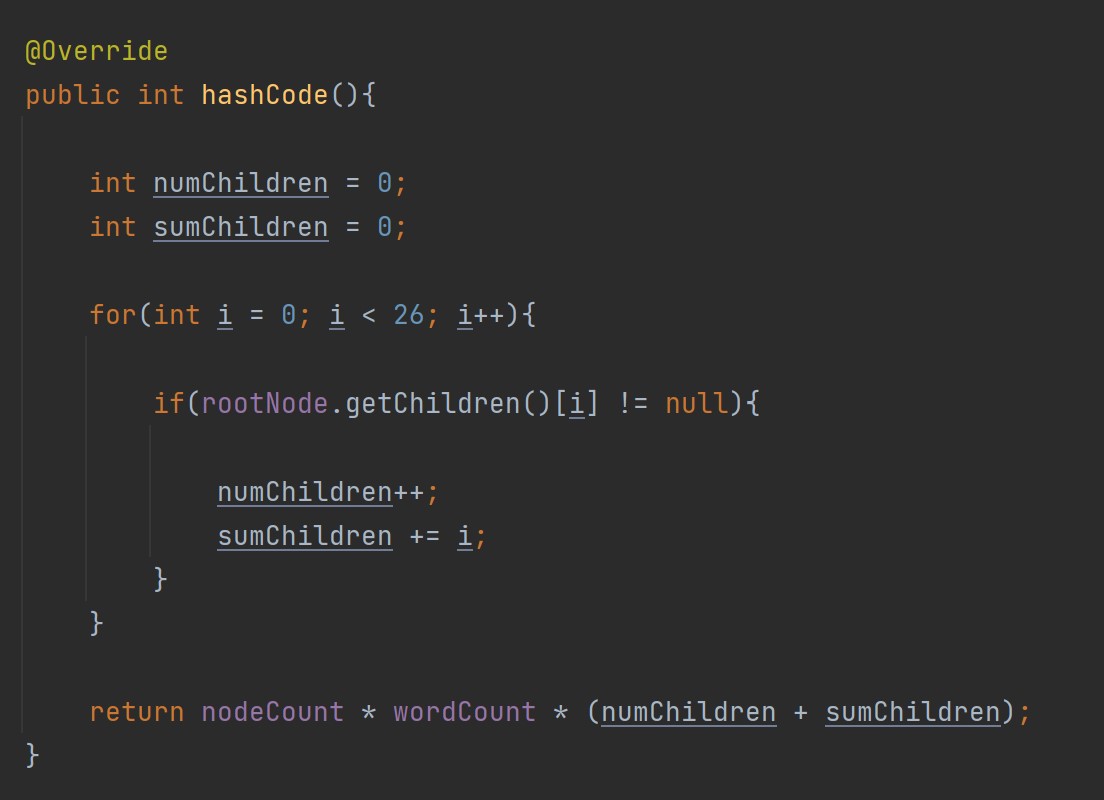 @Override
public int hashCode(){
int numChildren = 0;
int sumChildren = 0;
for(int i = 0; i < 26; i++){
if(rootNode.getChildren()[i] != null){
numChildren++;
sumChildren += i;
}
}
return nodeCount * wordCount * (numChildren + sumChildren);
}